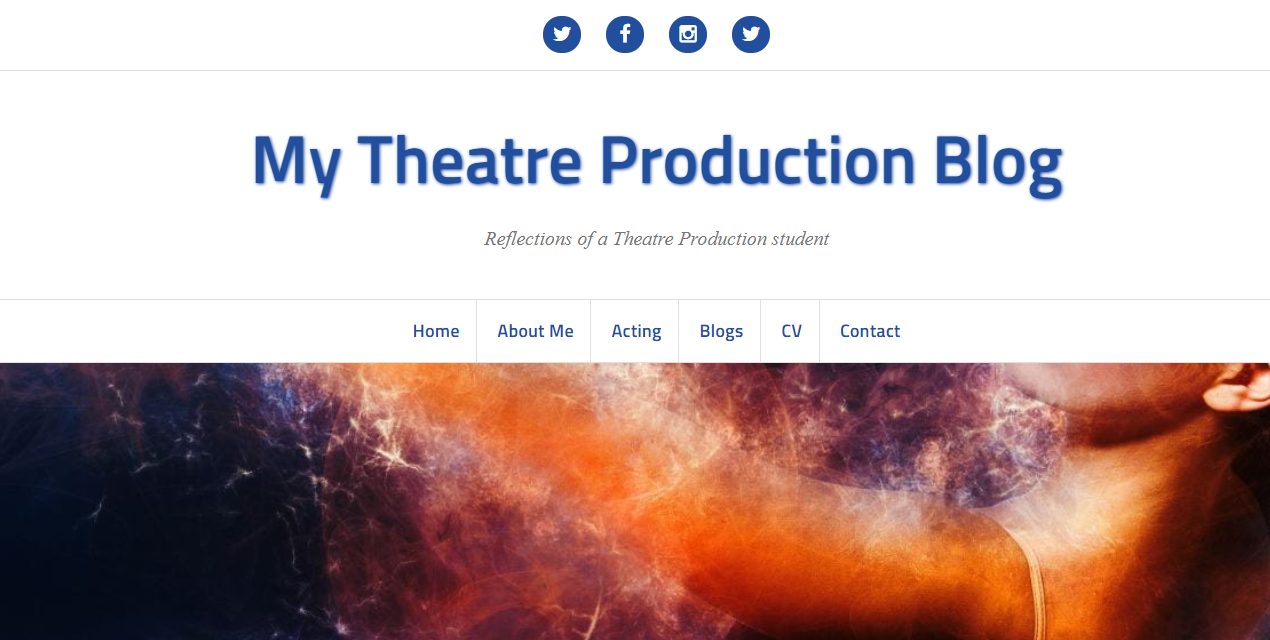 My Theatre Production Blog
Reflections of a Theatre Production student
Home About Me Acting Blogs CV Contact